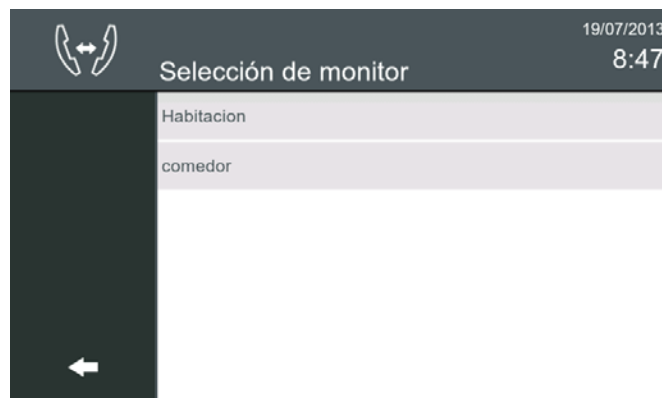 19/07/2013
8:47
Selección de monitor
Habitacion
comedor